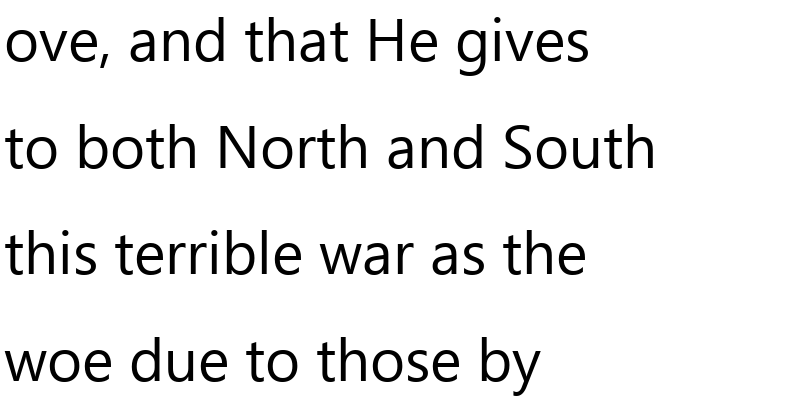 ove, and that He gives
to both North and South
this terrible war as the
woe due to those by